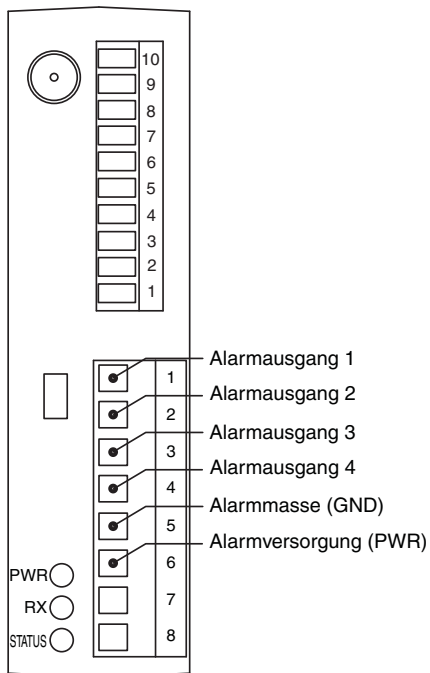 10
9
8
7
6
5
4
3
2
1
1 Alarmausgang 1
2 Alarmausgang 2
3 Alarmausgang 3
4 Alarmausgang 4
5 Alarmmasse (GND)
6 Alarmversorgung (PWR)
PWR
7
RX
8
STATUS